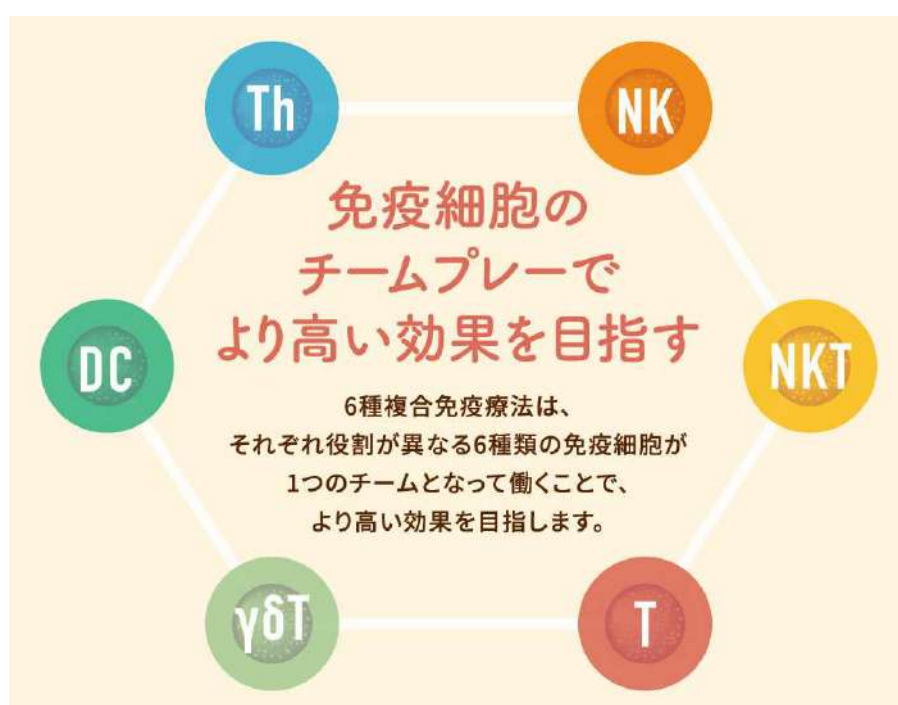 Th
NK
免疫細胞の
チームプレーで
より高い効果を目指す
DC
NKT
6種複合免疫療法は、
それぞれ役割が異なる6種類の免疫細胞が
1つのチームとなって働くことで、
より高い効果を目指します。
γδT
T